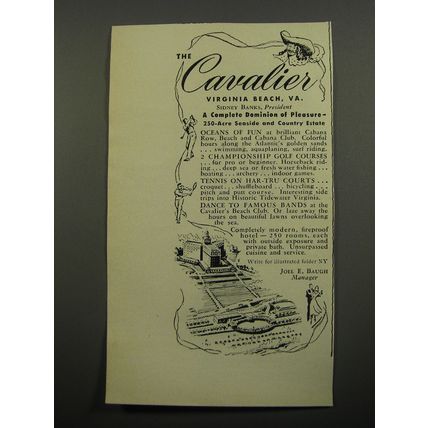 THE
Cavalier
VIRGINIA BEACH, VA.
SIDNEY BANKS, President
A Complete Dominion of Pleasure—
250-Acre Seaside and Country Estate
OCEANS OF FUN at brilliant Cabana
Row, Beach and Cabana Club. Colorful
hours along the Atlantic's golden sands
... swimming, aquaplaning, surf riding.
2 CHAMPIONSHIP GOLF COURSES
... for pro or beginner. Horseback rid-
ing... deep sea or fresh water fishing...
boating... archery... indoor games.
TENNIS ON HAR-TRU COURTS...
croquet... shuffleboard... bicycling...
pitch and putt course. Interesting side
trips into Historic Tidewater Virginia.
DANCE TO FAMOUS BANDS at the
Cavalier's Beach Club. Or laze away the
hours on beautiful lawns overlooking
the sea.
Completely modern, fireproof
hotel — 250 rooms, each
with outside exposure and
private bath. Unsurpassed
cuisine and service.
Write for illustrated folder NY
JOEL E. BAUGH
Manager